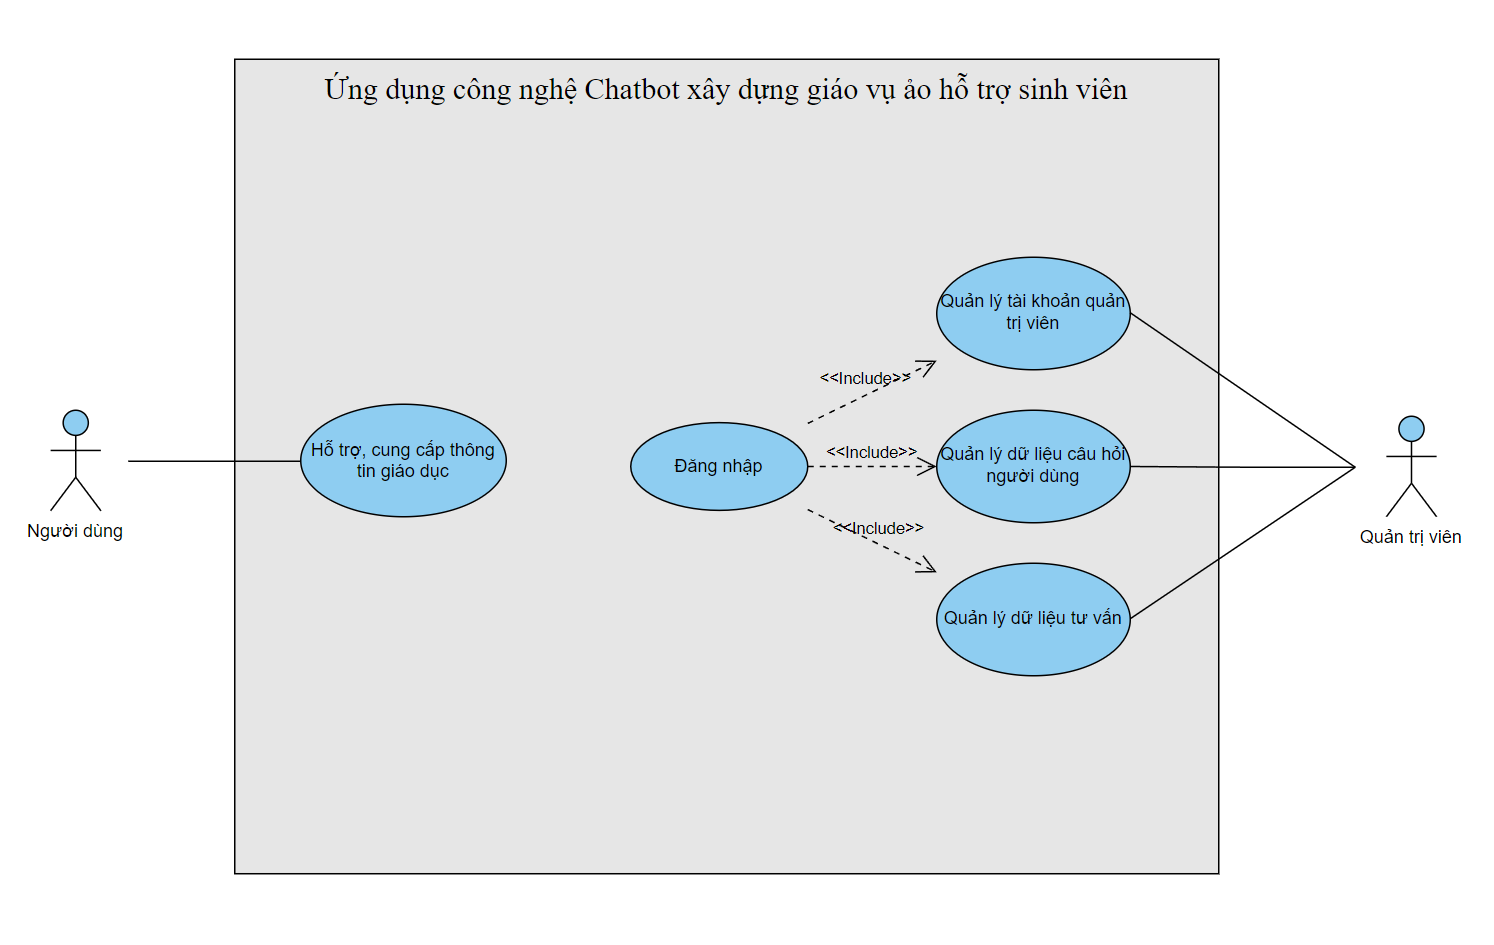 Ứng dụng công nghệ Chatbot xây dựng giáo vụ ảo hỗ trợ sinh viên
Quản lý tài khoản quản
trị viên
<<Include>>
Hỗ trợ, cung cấp thông
tin giáo dục
Đăng nhập
<<Include>>
Quản lý dữ liệu câu hỏi
người dùng
<<Include>>
Người dùng
Quản trị viên
Quản lý dữ liệu tư vấn